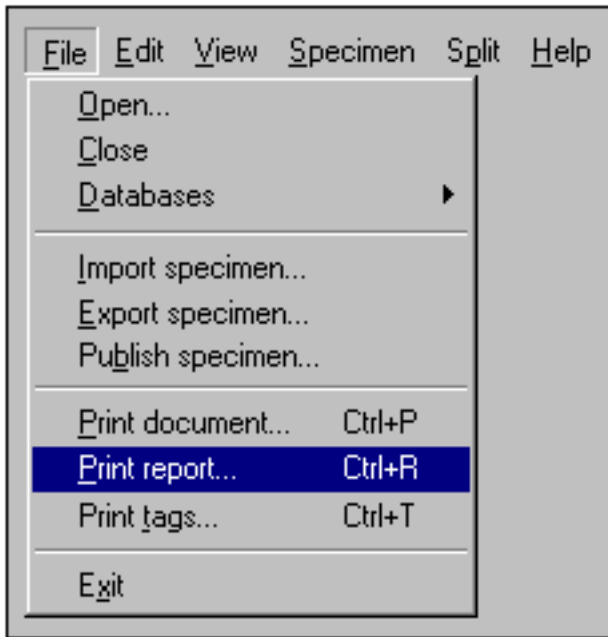 File Edit View Specimen Split Help
Open...
Close
Databases
Import specimen...
Export specimen...
Publish specimen...
Print document... Ctrl+P
Print report... Ctrl+R
Print tags... Ctrl+T
Exit